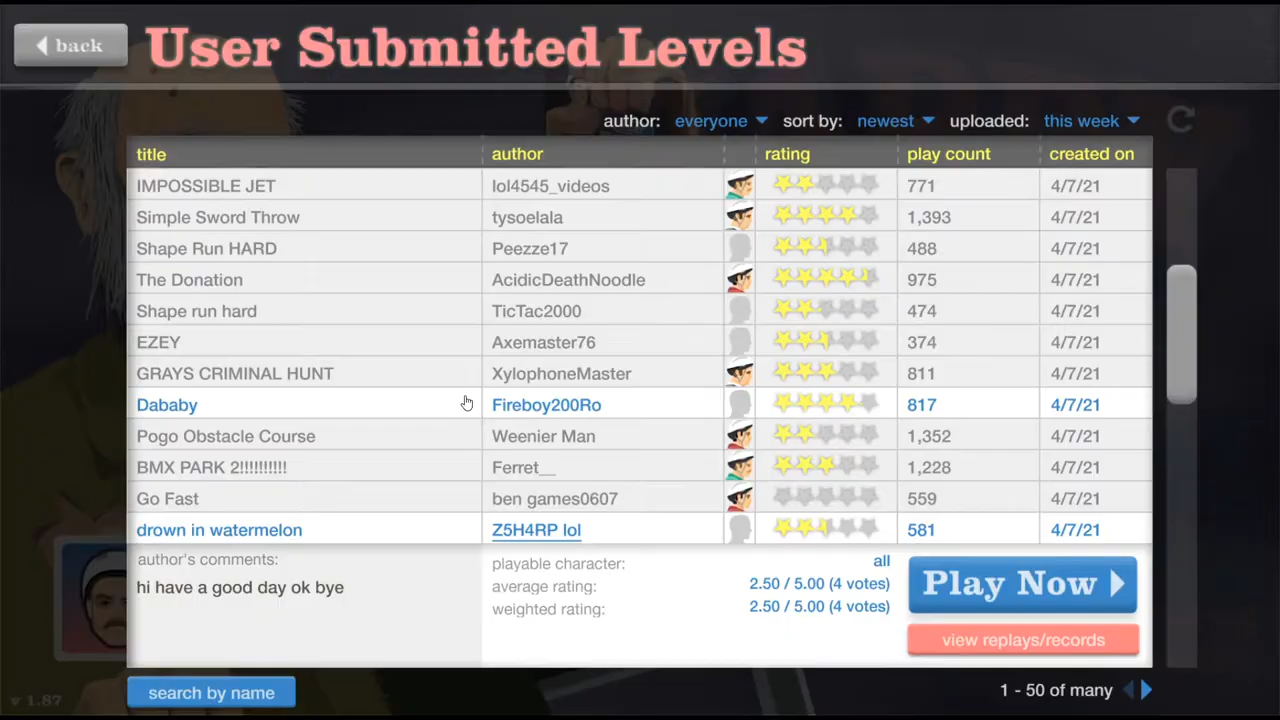 back
User Submitted Levels
author: everyone sort by: newest uploaded: this week
title author rating play count created on
IMPOSSIBLE JET lol4545_videos 771 4/7/21
Simple Sword Throw tysoelala 1,393 4/7/21
Shape Run HARD Peezze17 488 4/7/21
The Donation AcidicDeathNoodle 975 4/7/21
Shape run hard TicTac2000 474 4/7/21
EZEY Axemaster76 374 4/7/21
GRAYS CRIMINAL HUNT XylophoneMaster 811 4/7/21
Dababy Fireboy200Ro 817 4/7/21
Pogo Obstacle Course Weenier Man 1,352 4/7/21
BMX PARK 2!!!!!!!!!! Ferret__ 1,228 4/7/21
Go Fast ben games0607 559 4/7/21
drown in watermelon Z5H4RP lol 581 4/7/21
author's comments:
hi have a good day ok bye
playable character: all
average rating: 2.50 / 5.00 (4 votes)
weighted rating: 2.50 / 5.00 (4 votes)
Play Now
view replays/records
search by name
1 - 50 of many
v 1.87